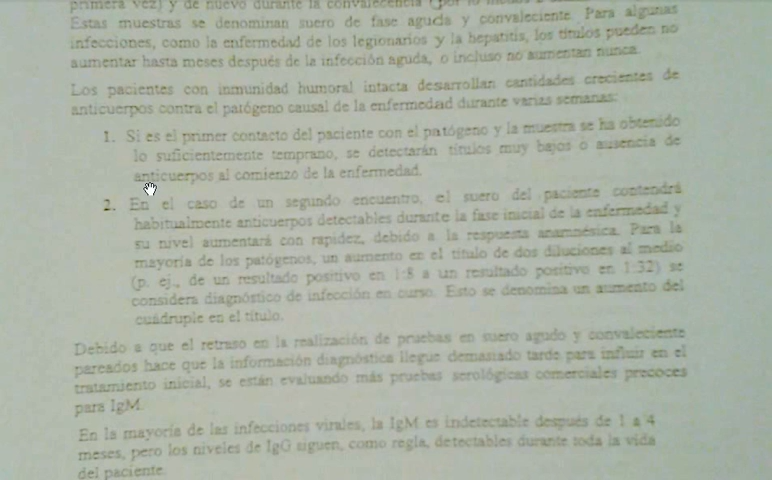 primera vez) y de nuevo durante la convalecencia (por lo menos
Estas muestras se denominan suero de fase aguda y convaleciente. Para algunas
infecciones, como la enfermedad de los legionarios y la hepatitis, los títulos pueden no
aumentar hasta meses después de la infección aguda, o incluso no aumentan nunca.
Los pacientes con inmunidad humoral intacta desarrollan cantidades crecientes de
anticuerpos contra el patógeno causal de la enfermedad durante varias semanas:
1. Si es el primer contacto del paciente con el patógeno y la muestra se ha obtenido
lo suficientemente temprano, se detectarán títulos muy bajos o ausencia de
anticuerpos al comienzo de la enfermedad.
2. En el caso de un segundo encuentro, el suero del paciente contendrá
habitualmente anticuerpos detectables durante la fase inicial de la enfermedad y
su nivel aumentará con rapidez, debido a la respuesta anamnésica. Para la
mayoría de los patógenos, un aumento en el título de dos diluciones al medio
(p. ej., de un resultado positivo en 1:8 a un resultado positivo en 1:32) se
considera diagnóstico de infección en curso. Esto se denomina un aumento del
cuádruple en el título.
Debido a que el retraso en la realización de pruebas en suero agudo y convaleciente
pareados hace que la información diagnóstica llegue demasiado tarde para influir en el
tratamiento inicial, se están evaluando más pruebas serológicas comerciales precoces
para IgM.
En la mayoría de las infecciones virales, la IgM es indetectable después de 1 a 4
meses, pero los niveles de IgG siguen, como regla, detectables durante toda la vida
del paciente.